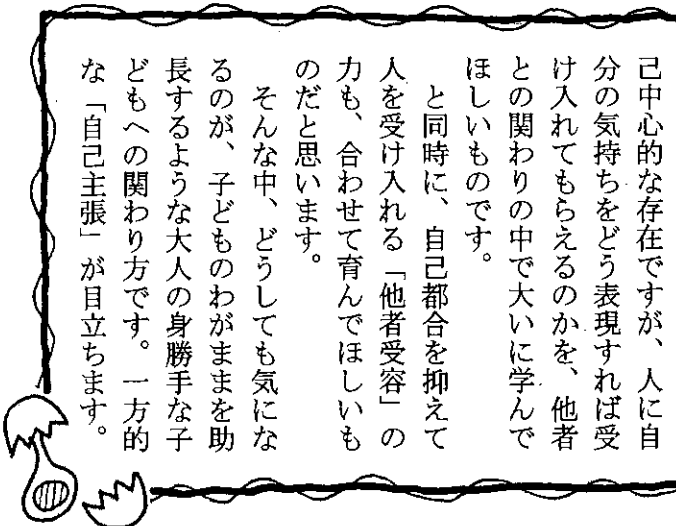 己中心的な存在ですが、人に自
分の気持ちをどう表現すれば受
け入れてもらえるのかを、他者
との関わりの中で大いに学んで
ほしいものです。
と同時に、自己都合を抑えて
人を受け入れる「他者受容」の
力も、合わせて育んでほしいも
のだと思います。
そんな中、どうしても気にな
るのが、子どものわがままを助
長するような大人の身勝手な子
どもへの関わり方です。一方的
な「自己主張」が目立ちます。